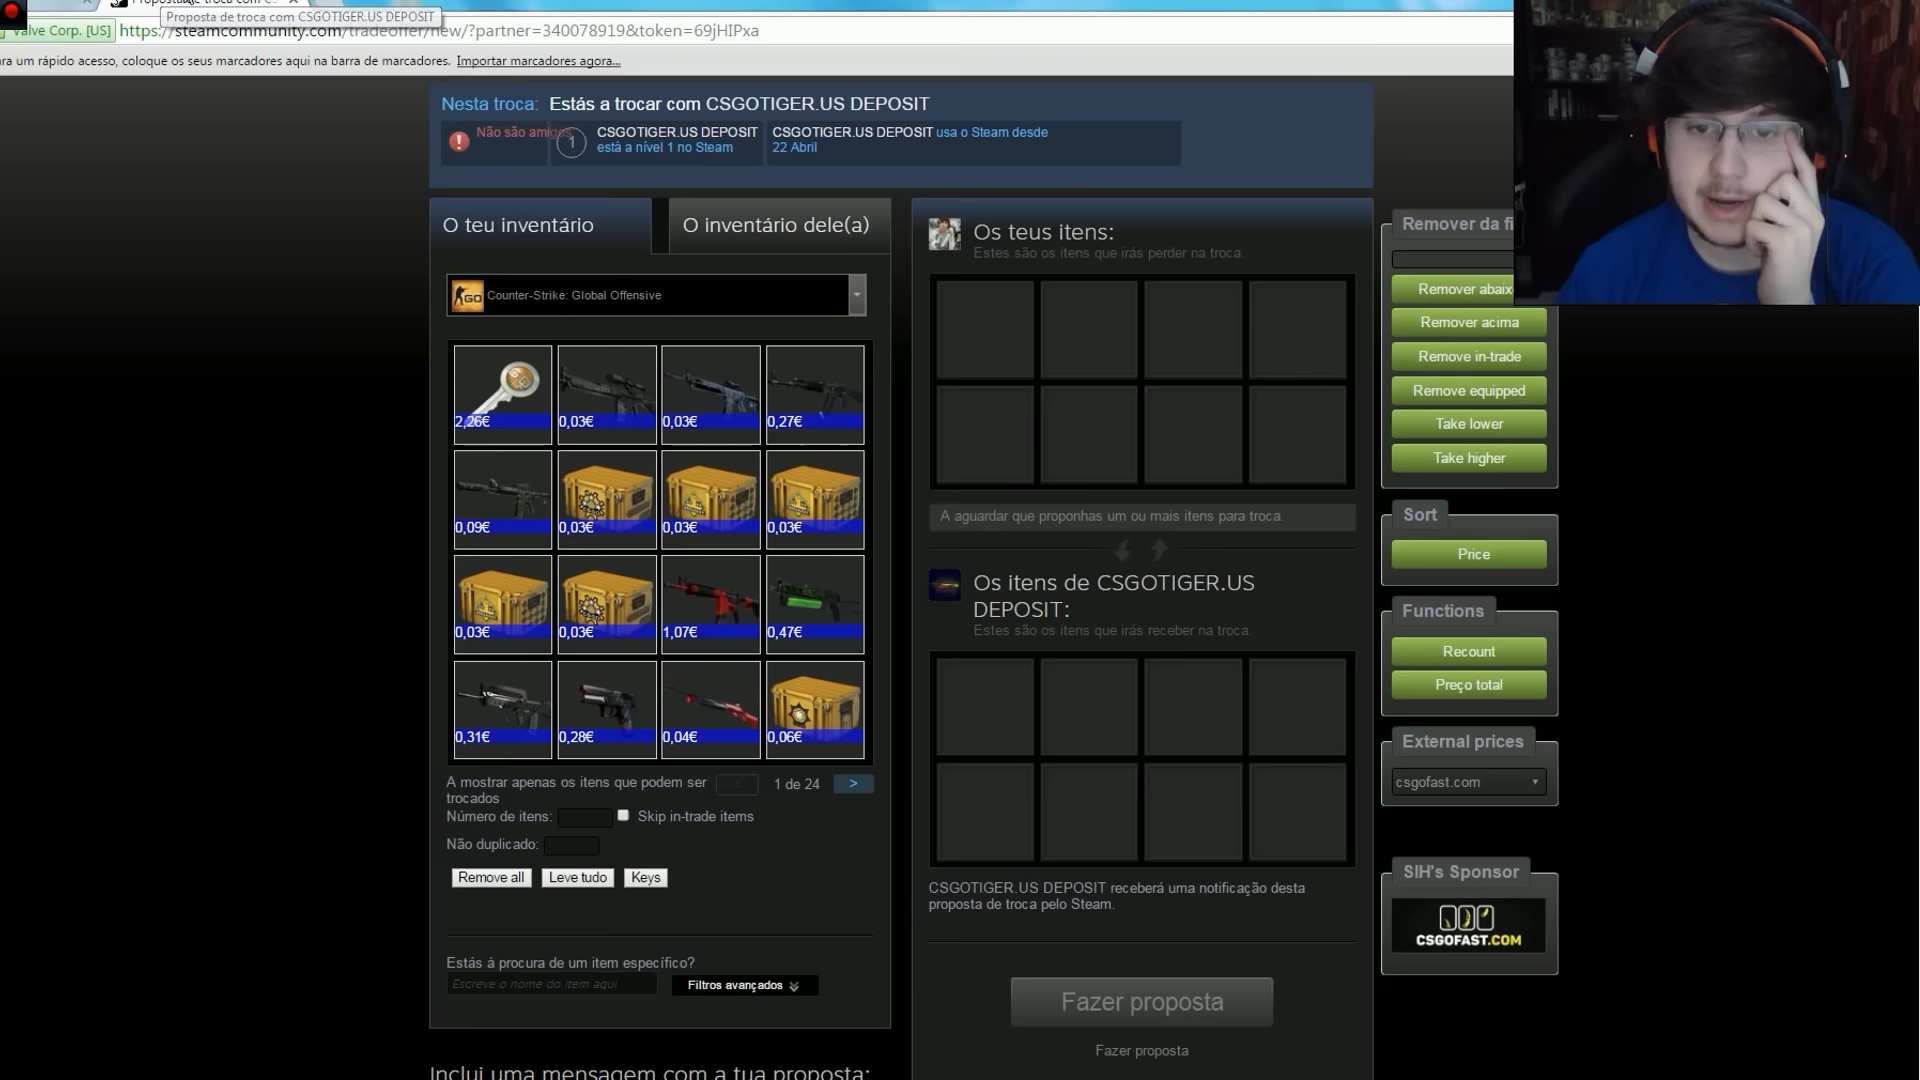 Proposta de troca com CSGOTIGER.US DEPOSIT
Valve Corp. [US] https://steamcommunity.com/tradeoffer/new/?partner=340078919&token=69jHIPxa
ra um rápido acesso, coloque os seus marcadores aqui na barra de marcadores. Importar marcadores agora...
Nesta troca: Estás a trocar com CSGOTIGER.US DEPOSIT
Não são amigos
1
CSGOTIGER.US DEPOSIT
está a nível 1 no Steam
CSGOTIGER.US DEPOSIT usa o Steam desde
22 Abril
O teu inventário
O inventário dele(a)
Counter-Strike: Global Offensive
2,26€ 0,03€ 0,03€ 0,27€
0,09€ 0,03€ 0,03€ 0,03€
0,03€ 0,03€ 1,07€ 0,47€
0,31€ 0,28€ 0,04€ 0,06€
A mostrar apenas os itens que podem ser
trocados
1 de 24 >
Número de itens:
Skip in-trade items
Não duplicado:
Remove all
Leve tudo
Keys
Estás à procura de um item específico?
Escreve o nome do item aqui
Filtros avançados
Inclui uma mensagem com a tua proposta:
Os teus itens:
Estes são os itens que irás perder na troca.
A aguardar que proponhas um ou mais itens para troca.
Os itens de CSGOTIGER.US
DEPOSIT:
Estes são os itens que irás receber na troca.
CSGOTIGER.US DEPOSIT receberá uma notificação desta
proposta de troca pelo Steam.
Fazer proposta
Fazer proposta
Remover da fi
Remover abaix
Remover acima
Remove in-trade
Remove equipped
Take lower
Take higher
Sort
Price
Functions
Recount
Preço total
External prices
csgofast.com
SIH's Sponsor
CSGOFAST.COM